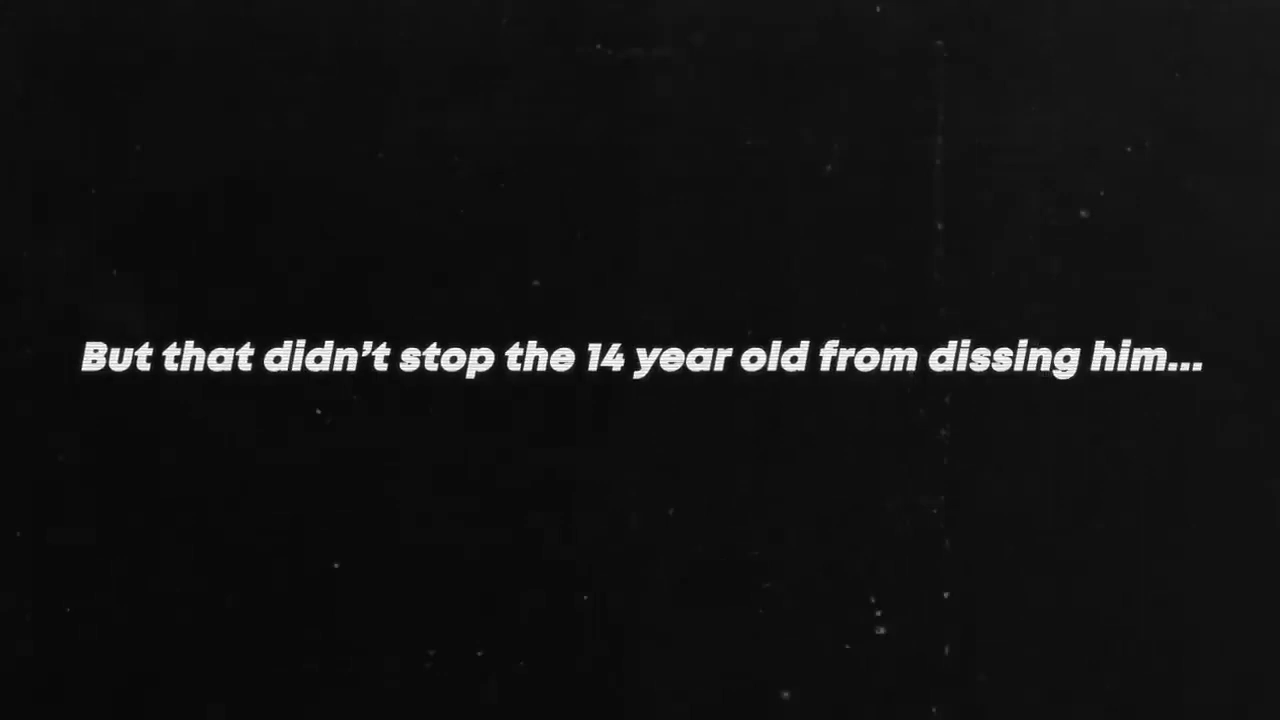 But that didn’t stop the 14 year old from dissing him...